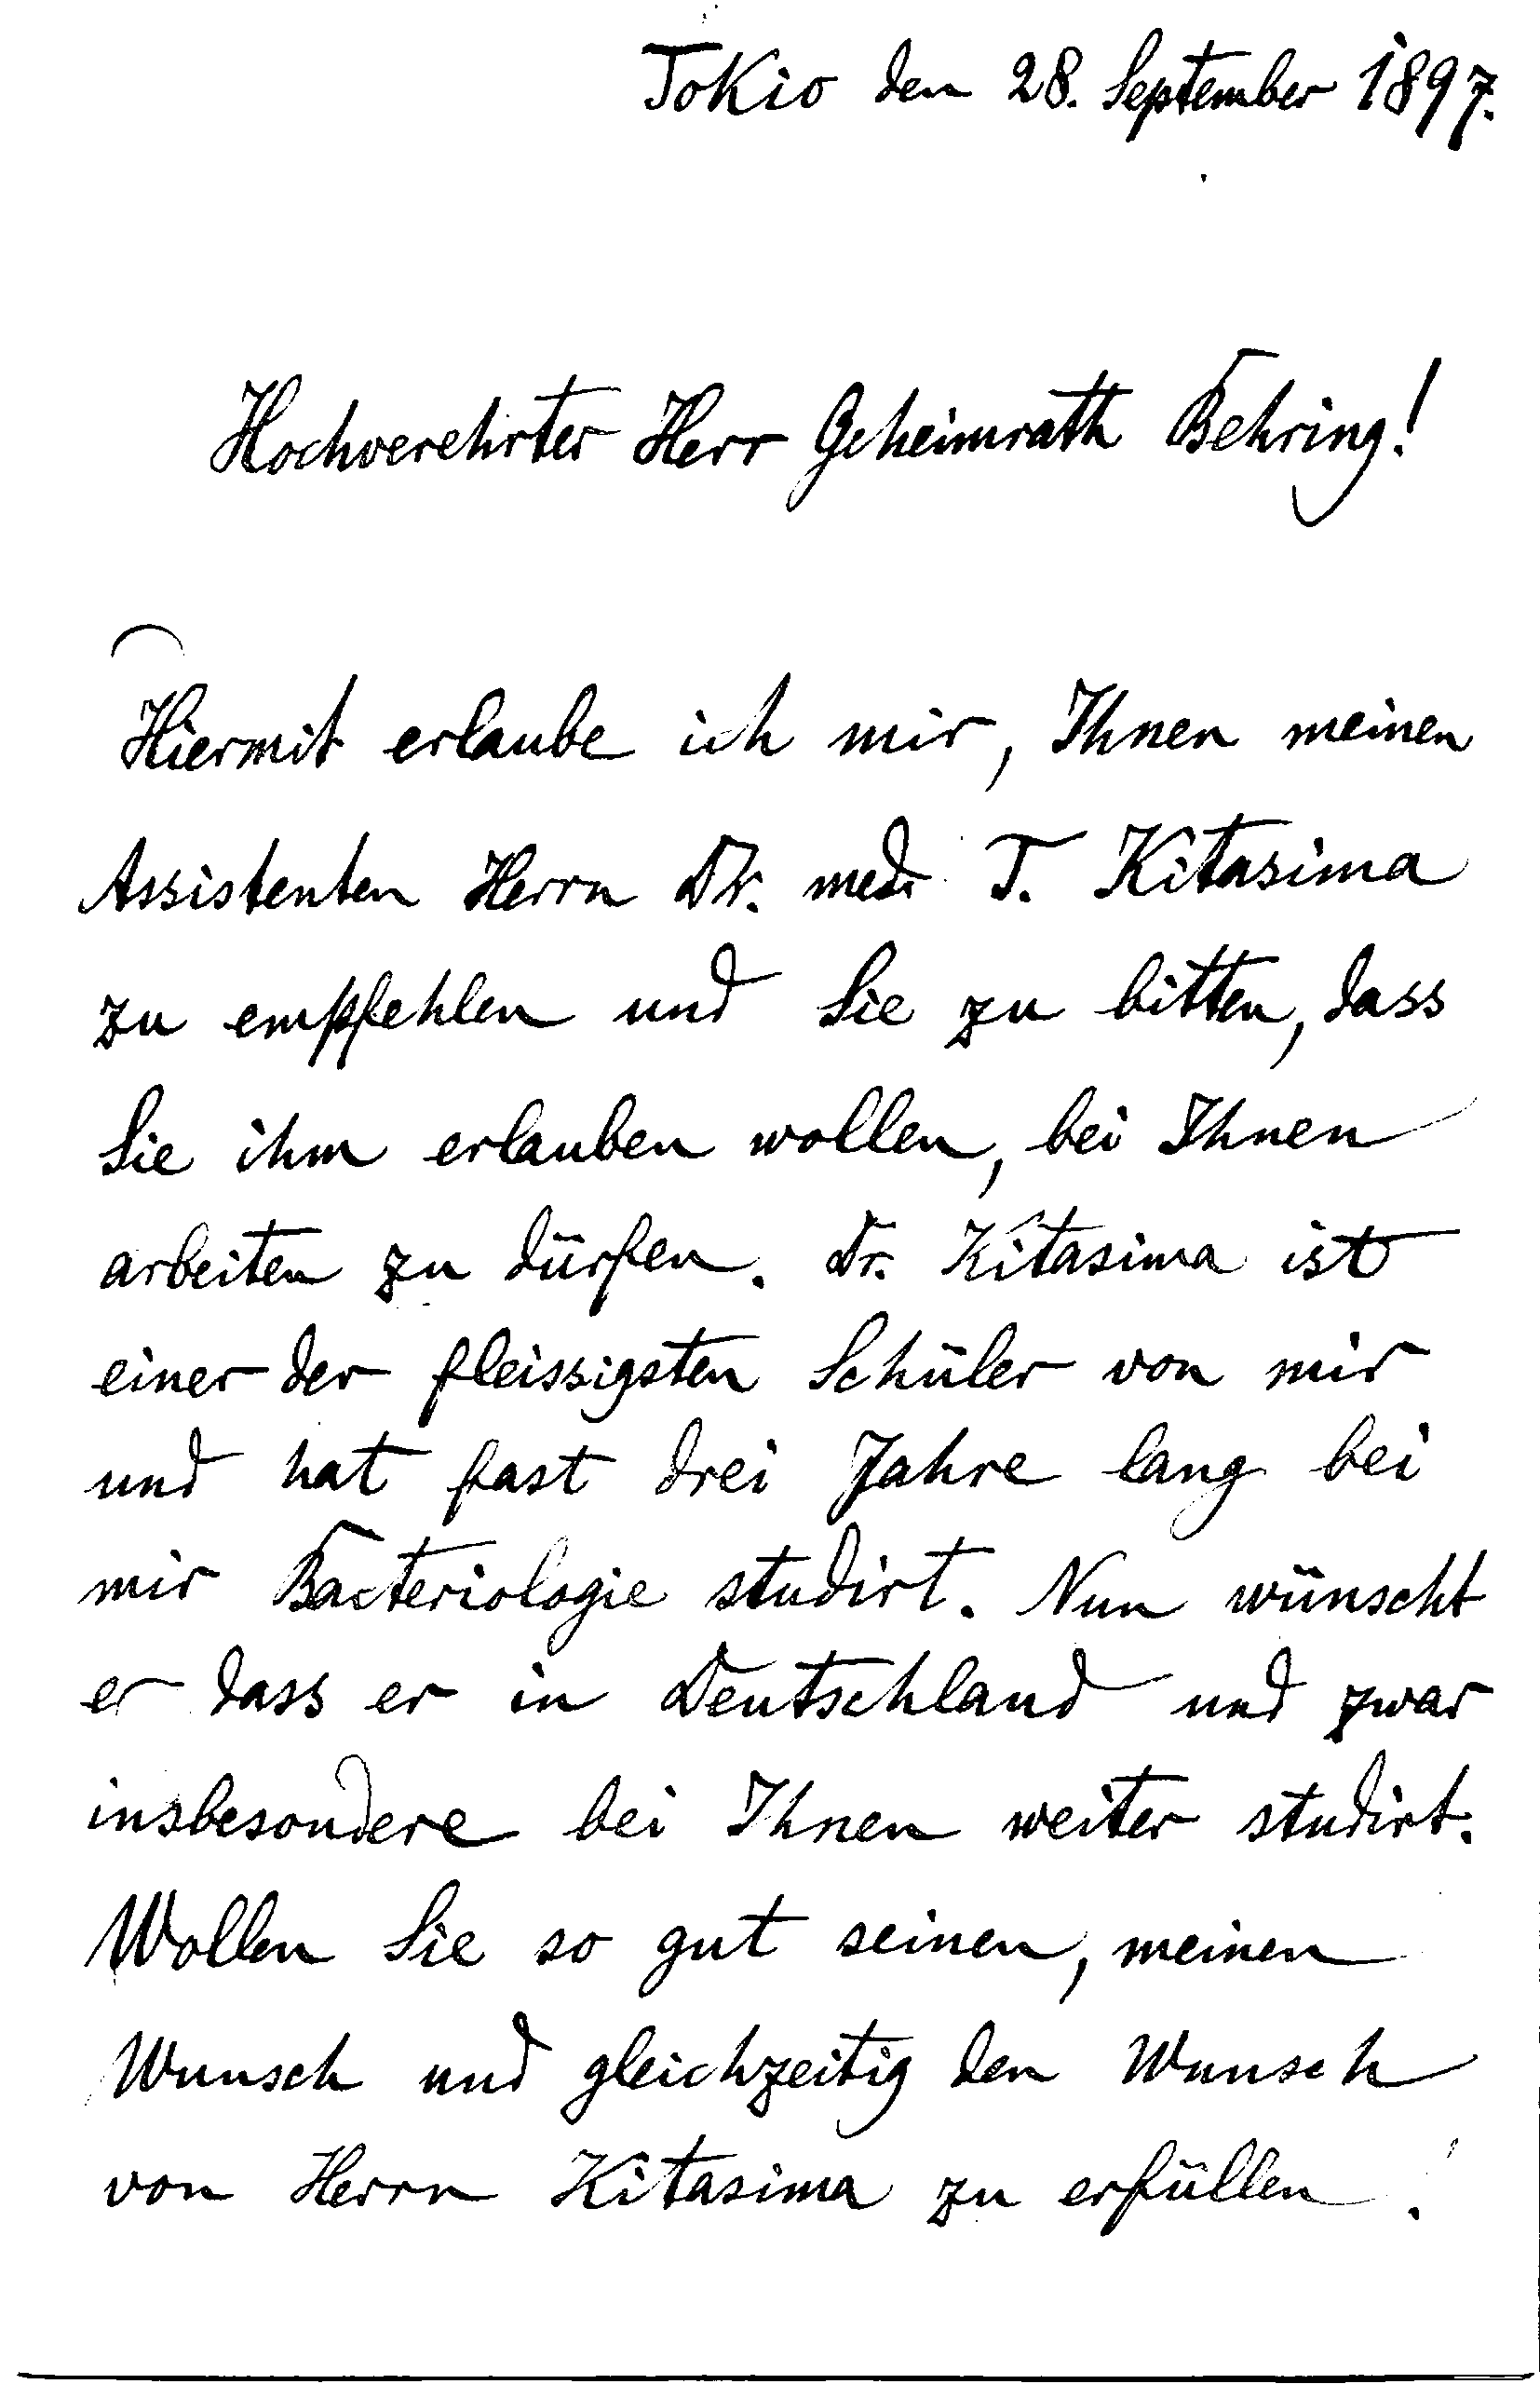 Tokio den 28. September 1897.
Hochverehrter Herr Geheimrath Behring!
Hiermit erlaube ich mir, Ihnen meinen
Assistenten Herrn Dr. med. T. Kitasima
zu empfehlen und Sie zu bitten, dass
Sie ihm erlauben wollen, bei Ihnen
arbeiten zu dürfen. Dr. Kitasima ist
einer der fleissigsten Schüler von mir
und hat fast drei Jahre lang bei
mir Bacteriologie studirt. Nun wünscht
er dass er in Deutschland und zwar
insbesondere bei Ihnen weiter studirt.
Wollen Sie so gut seinen, meinen
Wunsch und gleichzeitig den Wunsch
von Herrn Kitasima zu erfüllen!